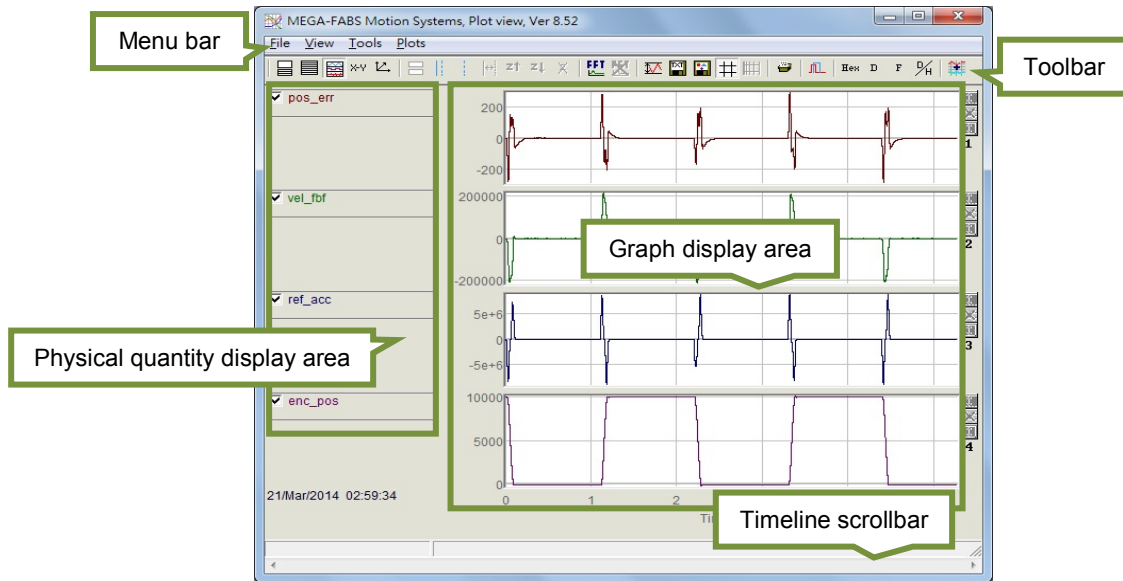 MEGA-FABS Motion Systems, Plot view, Ver 8.52
Menu bar
File View Tools Plots
X-Y FFT TXT Hex D F D/H
Toolbar
pos_err
200
0
-200
1
vel_fbf
200000
0
-200000
2
Graph display area
ref_acc
5e+6
0
-5e+6
3
Physical quantity display area
enc_pos
10000
5000
0
4
21/Mar/2014 02:59:34
0 1 2
Timeline scrollbar